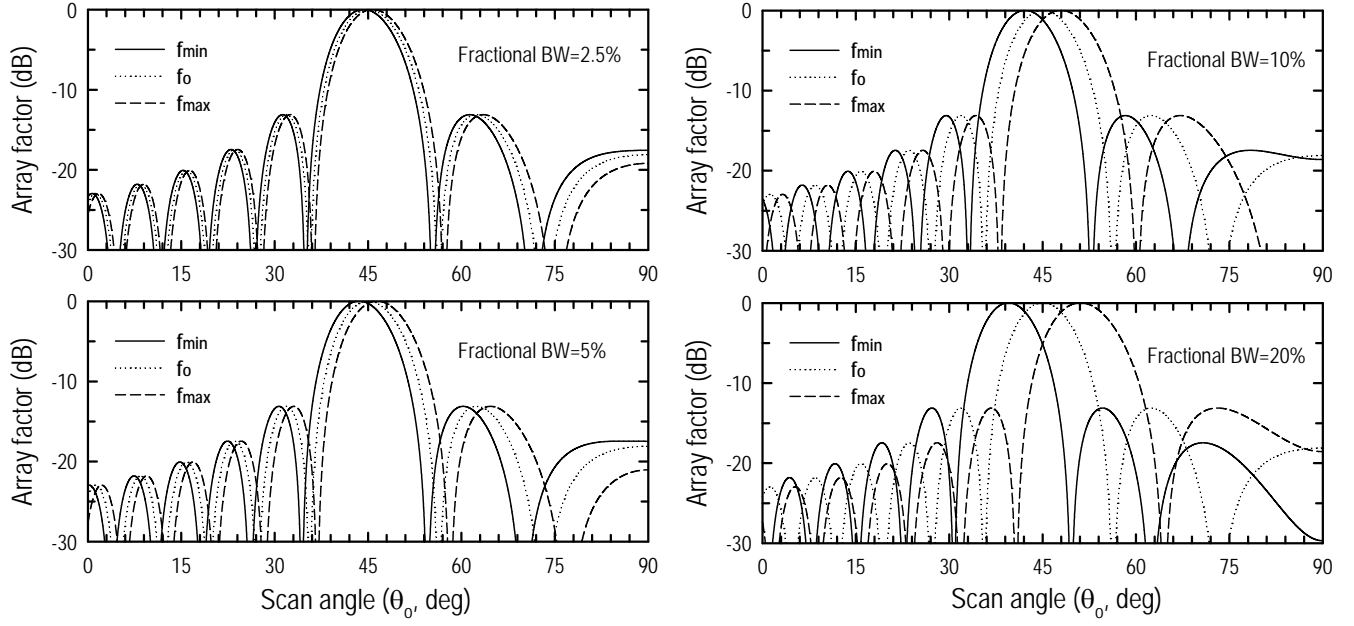 0
-10
-20
-30
Array factor (dB)
fmin
fo
fmax
Fractional BW=2.5%
0 15 30 45 60 75 90
0
-10
-20
-30
Array factor (dB)
fmin
fo
fmax
Fractional BW=10%
0 15 30 45 60 75 90
0
-10
-20
-30
Array factor (dB)
fmin
fo
fmax
Fractional BW=5%
0 15 30 45 60 75 90
Scan angle (θo, deg)
0
-10
-20
-30
Array factor (dB)
fmin
fo
fmax
Fractional BW=20%
0 15 30 45 60 75 90
Scan angle (θo, deg)